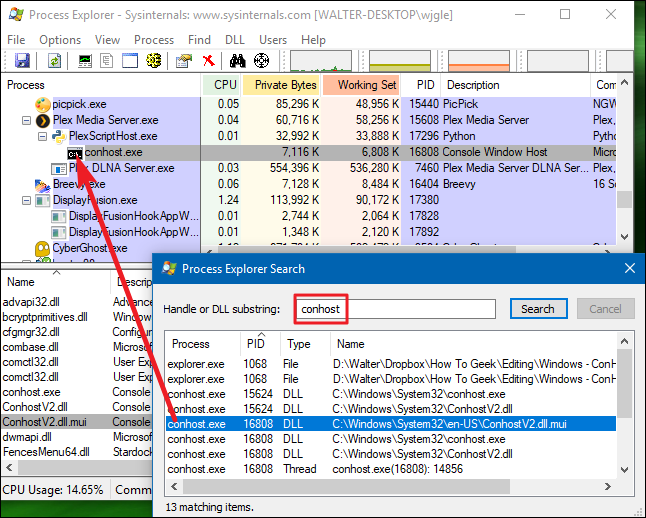 Process Explorer - Sysinternals: www.sysinternals.com [WALTER-DESKTOP\wjgle]
File Options View Process Find DLL Users Help
Process CPU Private Bytes Working Set PID Description Com
picpick.exe 0.05 85,296 K 48,956 K 15440 PicPick NGW
Plex Media Server.exe 0.04 60,716 K 58,256 K 15608 Plex Media Server Plex,
PlexScriptHost.exe 0.01 32,992 K 33,888 K 17296 Python Pytho
conhost.exe 7,116 K 6,808 K 16808 Console Window Host Micro
Plex DLNA Server.exe 0.03 554,396 K 536,280 K 7460 Plex Media Server DLNA Ser... Plex,
Breevy.exe 0.06 7,128 K 8,484 K 16404 Breevy 16 S
DisplayFusion.exe 1.24 113,992 K 90,172 K 17380
DisplayFusionHookAppW... 0.01 2,744 K 2,064 K 17828
DisplayFusionHookAppW... 0.01 1,368 K 2,120 K 17892
CyberGhost.exe
Name Descrip
advapi32.dll Advanc
bcryptprimitives.dll Window
cfgmgr32.dll Configur
combase.dll Microso
comctl32.dll User Ex
comctl32.dll User Ex
conhost.exe Console
ConhostV2.dll Console
ConhostV2.dll.mui Console
dwmapi.dll Microso
FencesMenu64.dll Stardoc
CPU Usage: 14.65% Comm
Process Explorer Search
Handle or DLL substring: conhost Search Cancel
Process PID Type Name
explorer.exe 1068 File D:\Walter\Dropbox\How To Geek\Editing\Windows - ConH
explorer.exe 1068 File D:\Walter\Dropbox\How To Geek\Editing\Windows - ConH
conhost.exe 15624 DLL C:\Windows\System32\conhost.exe
conhost.exe 15624 DLL C:\Windows\System32\ConhostV2.dll
conhost.exe 16808 DLL C:\Windows\System32\en-US\ConhostV2.dll.mui
conhost.exe 16808 DLL C:\Windows\System32\conhost.exe
conhost.exe 16808 DLL C:\Windows\System32\ConhostV2.dll
conhost.exe 16808 Thread conhost.exe(16808): 14856
13 matching items.